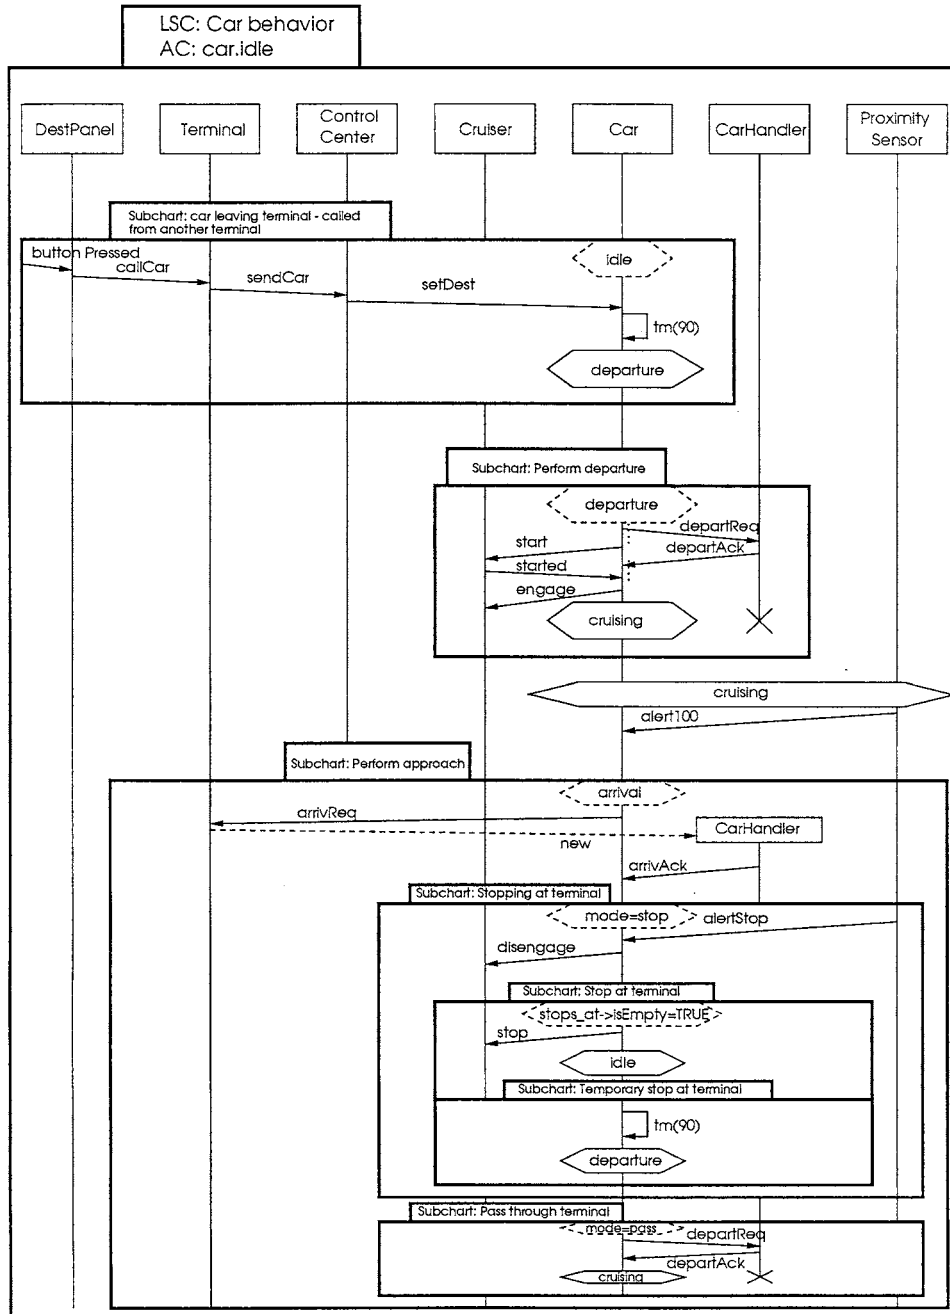 LSC: Car behavior
AC: car.idle
DestPanel
Terminal
Control
Center
Cruiser
Car
CarHandler
Proximity
Sensor
Subchart: car leaving terminal - called
from another terminal
button Pressed
callCar
idle
sendCar
setDest
tm(90)
departure
Subchart: Perform departure
departure
departReq
start
departAck
started
engage
cruising
cruising
alert100
Subchart: Perform approach
arrival
arrivReq
CarHandler
new
arrivAck
Subchart: Stopping at terminal
mode=stop
alertStop
disengage
Subchart: Stop at terminal
stops_at->isEmpty=TRUE
stop
idle
Subchart: Temporary stop at terminal
tm(90)
departure
Subchart: Pass through terminal
mode=pass
departReq
departAck
cruising